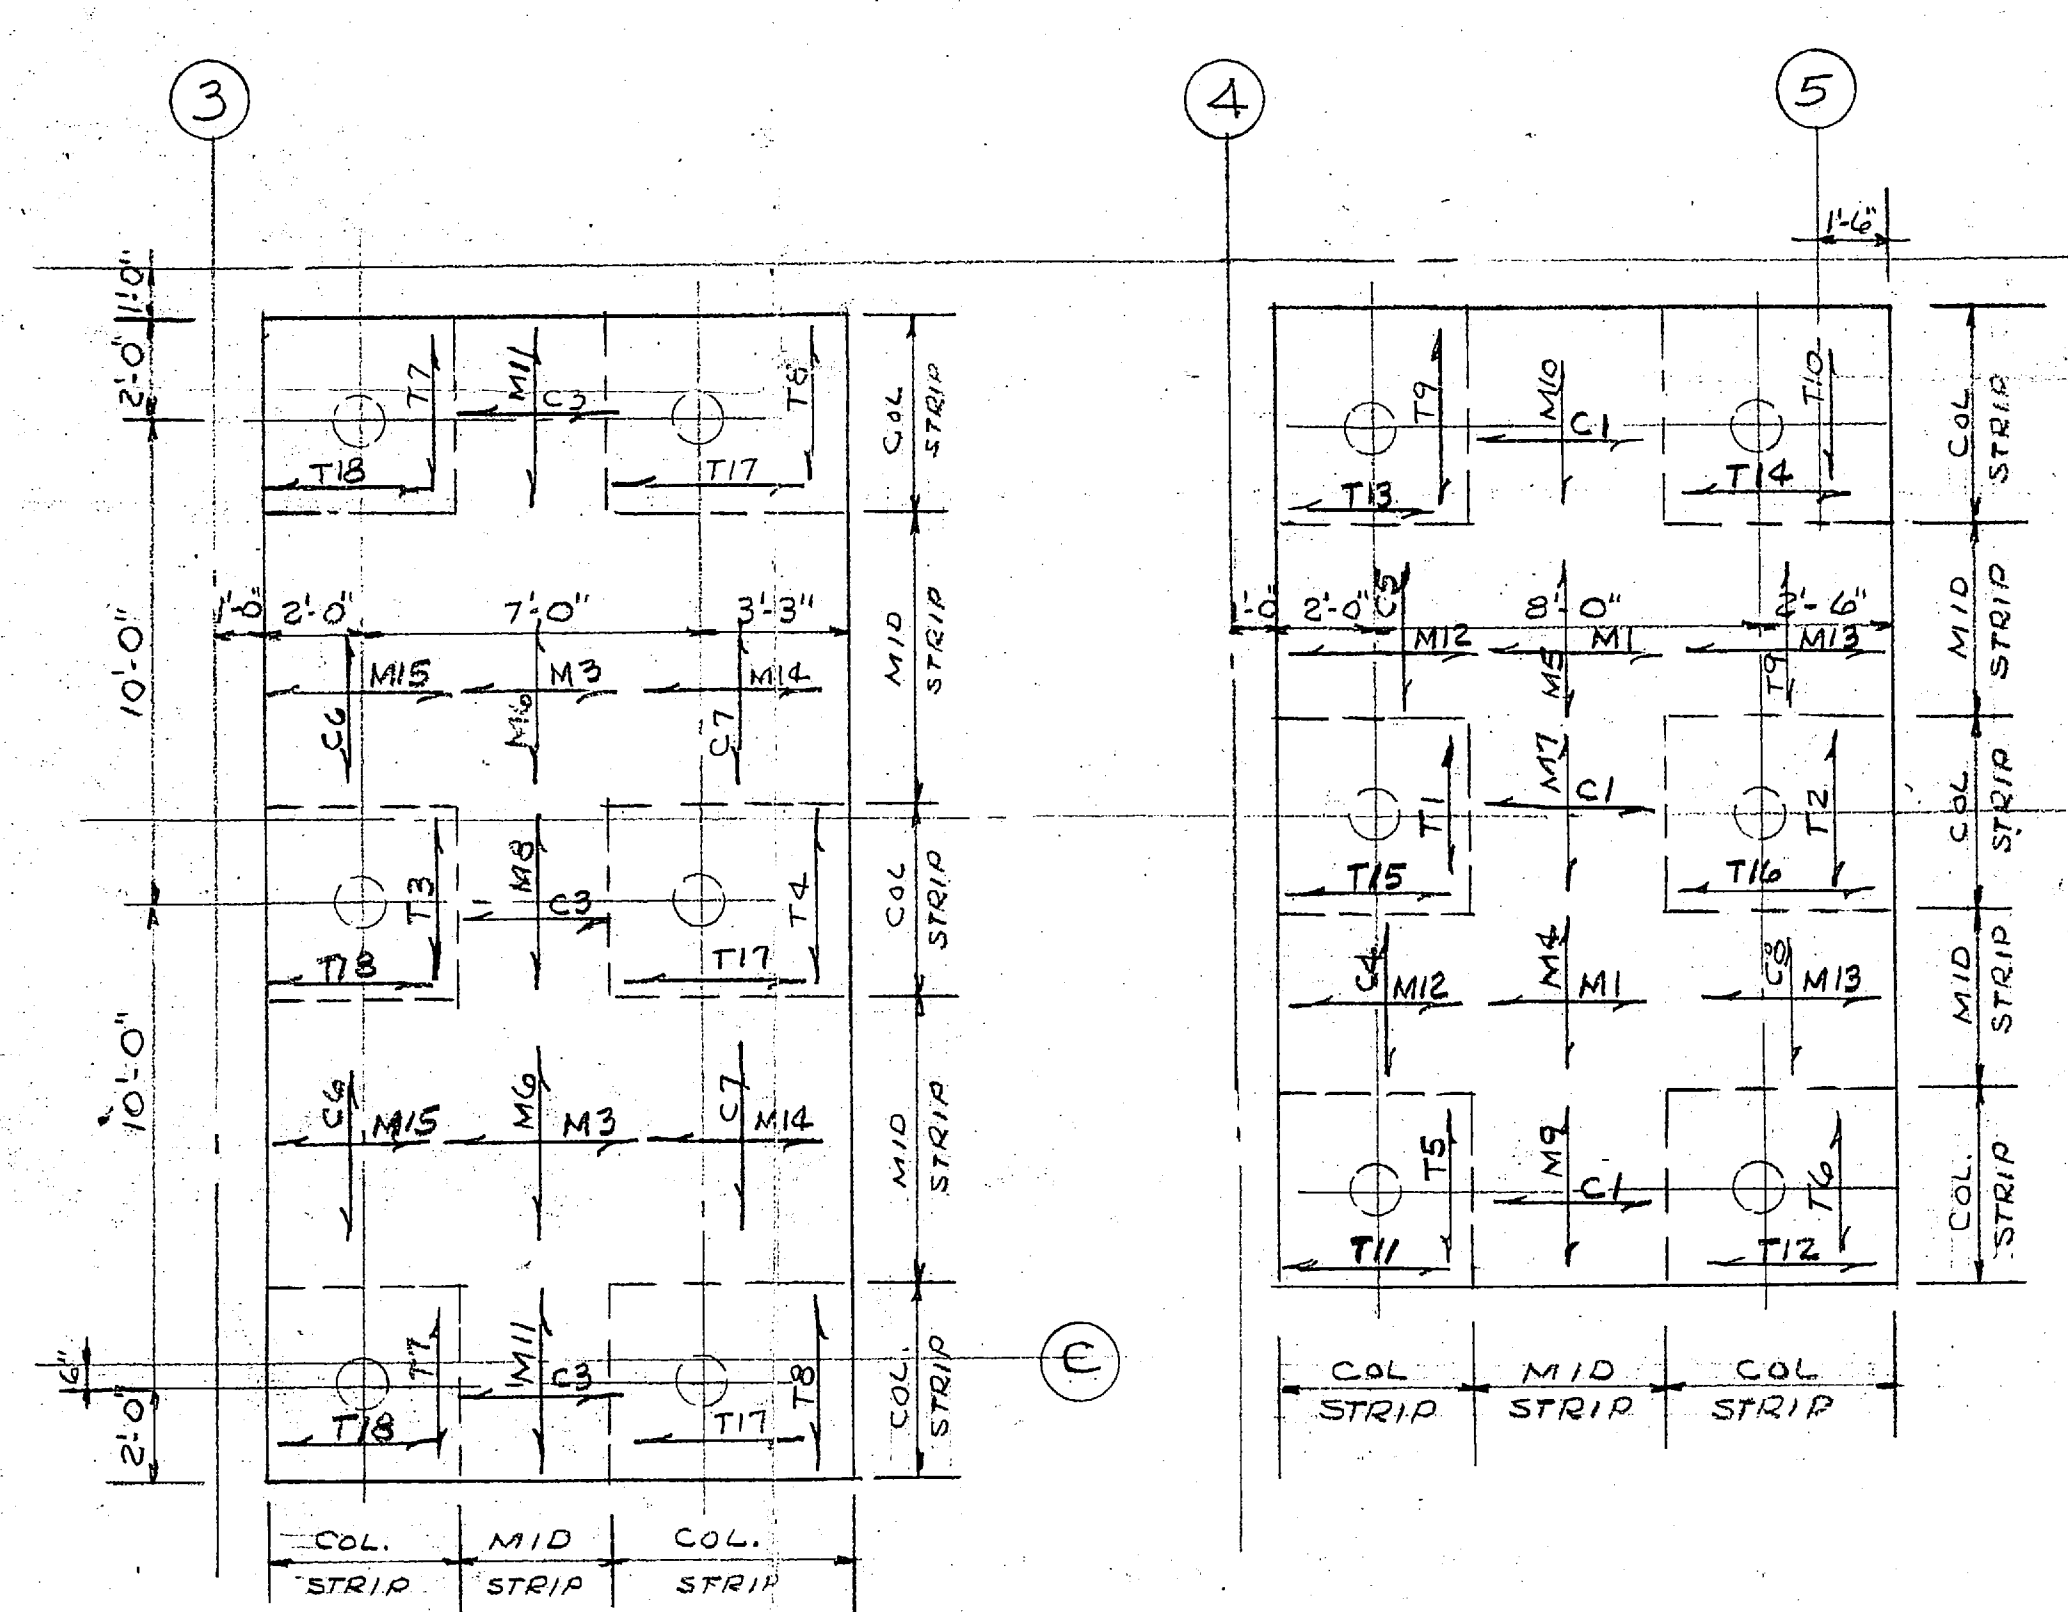 3
4
5
1'-6"
1'-0"
2'-0"
10'-0"
10'-0"
6"
2'-0"
T7
M11
C3
T8
T18
T17
COL
STRIP
1'-0"
2'-0"
7'-0"
3'-3"
M15
M3
M14
C6
M6
C7
MID
STRIP
T3
M8
C3
T4
T18
T17
COL
STRIP
C6
M15
M6
M3
C7
M14
MID
STRIP
T7
M11
C3
T8
T18
T17
COL.
STRIP
C
COL.
STRIP
MID
STRIP
COL.
STRIP
T9
M10
C1
T10
T13
T14
COL
STRIP
1'-0"
2'-0"
C5
8'-0"
2'-6"
M12
M1
M13
M5
T9
MID
STRIP
T1
M7
C1
T2
T15
T16
COL
STRIP
C4
M12
M4
M1
C8
M13
MID
STRIP
T5
M9
C1
T6
T11
T12
COL.
STRIP
COL
STRIP
MID
STRIP
COL
STRIP